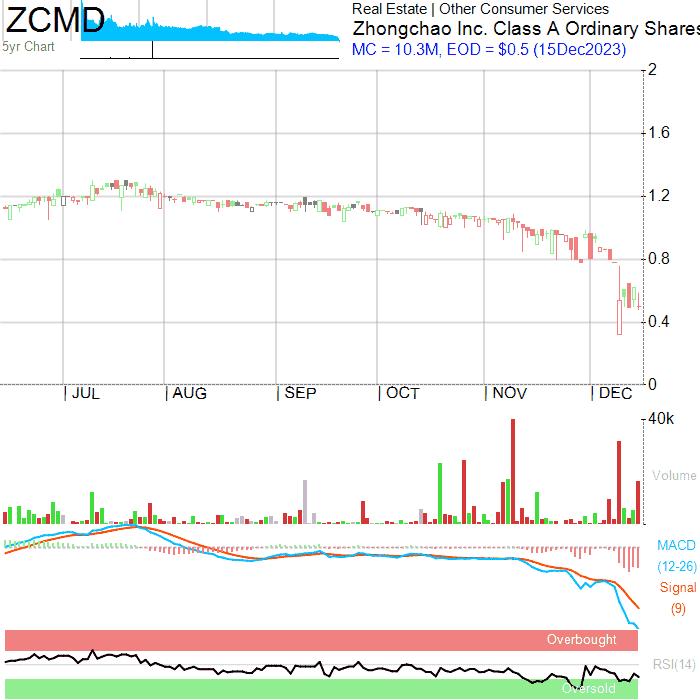 ZCMD
5yr Chart
Real Estate | Other Consumer Services
Zhongchao Inc. Class A Ordinary Shares
MC = 10.3M, EOD = $0.5 (15Dec2023)
2
1.6
1.2
0.8
0.4
0
| JUL | AUG | SEP | OCT | NOV | DEC
40k
Volume
MACD
(12-26)
Signal
(9)
Overbought
RSI(14)
Oversold